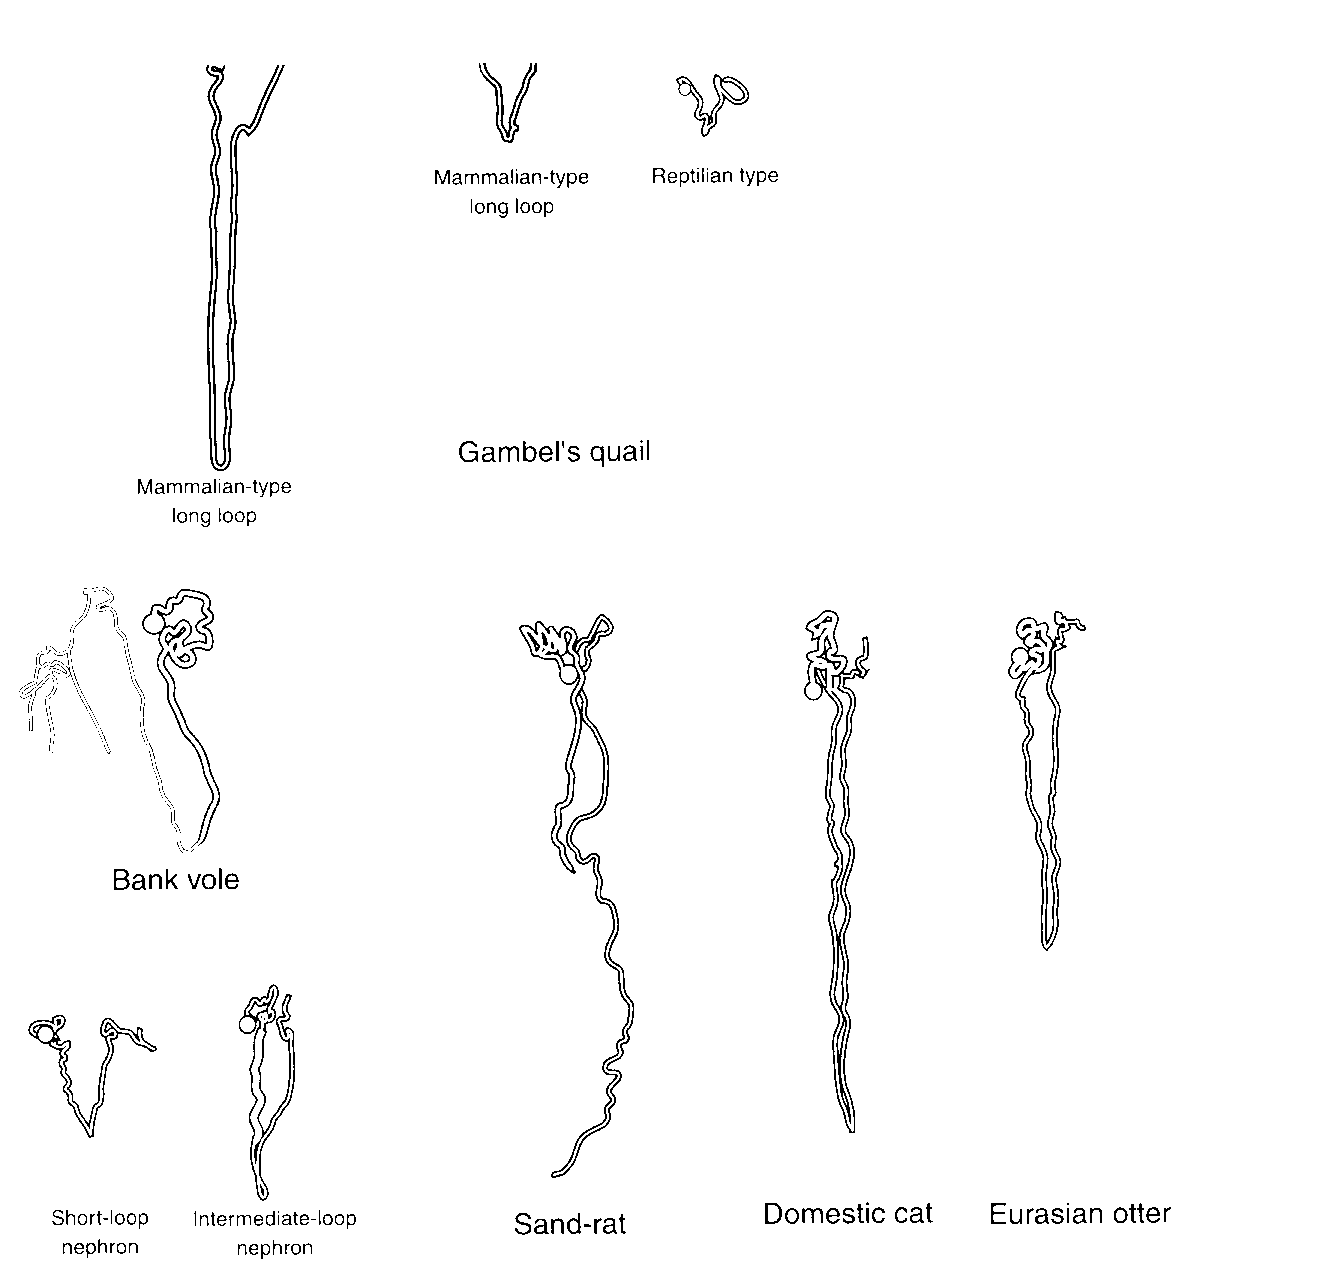 Mammalian-type
long loop
Reptilian type
Gambel's quail
Mammalian-type
long loop
Bank vole
Short-loop
nephron
Intermediate-loop
nephron
Sand-rat
Domestic cat
Eurasian otter